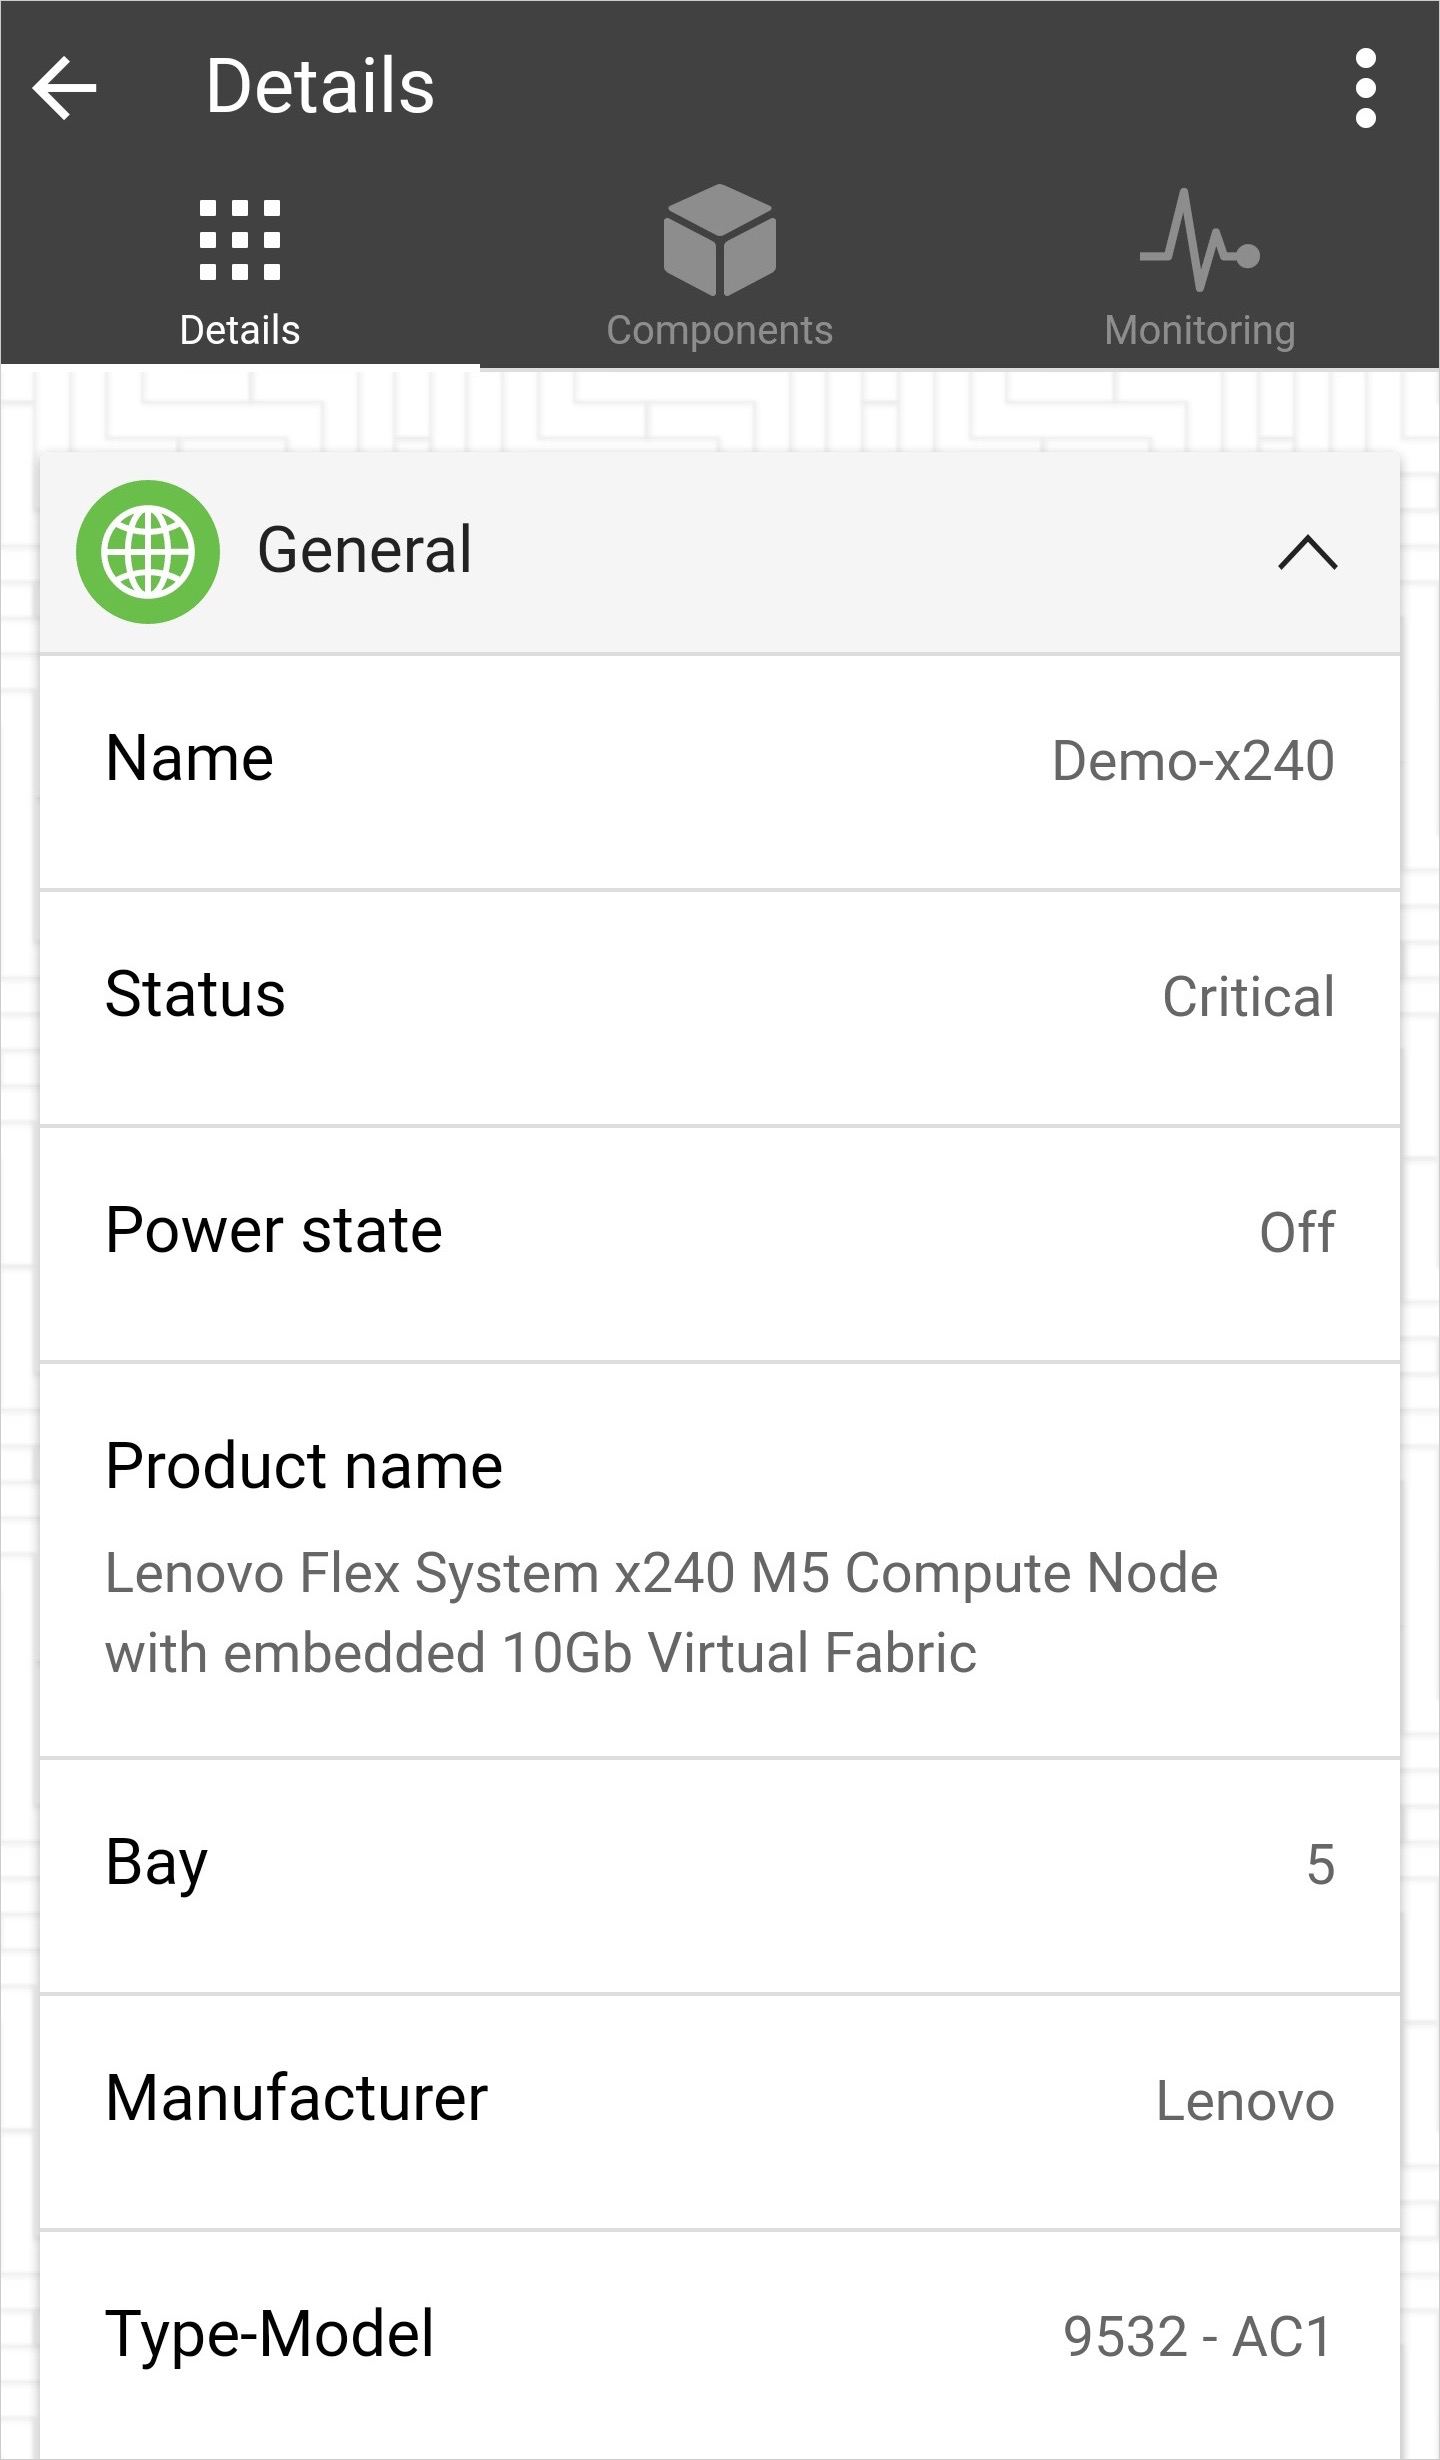 Details
Details
Components
Monitoring
General
Name
Demo-x240
Status
Critical
Power state
Off
Product name
Lenovo Flex System x240 M5 Compute Node
with embedded 10Gb Virtual Fabric
Bay
5
Manufacturer
Lenovo
Type-Model
9532 - AC1